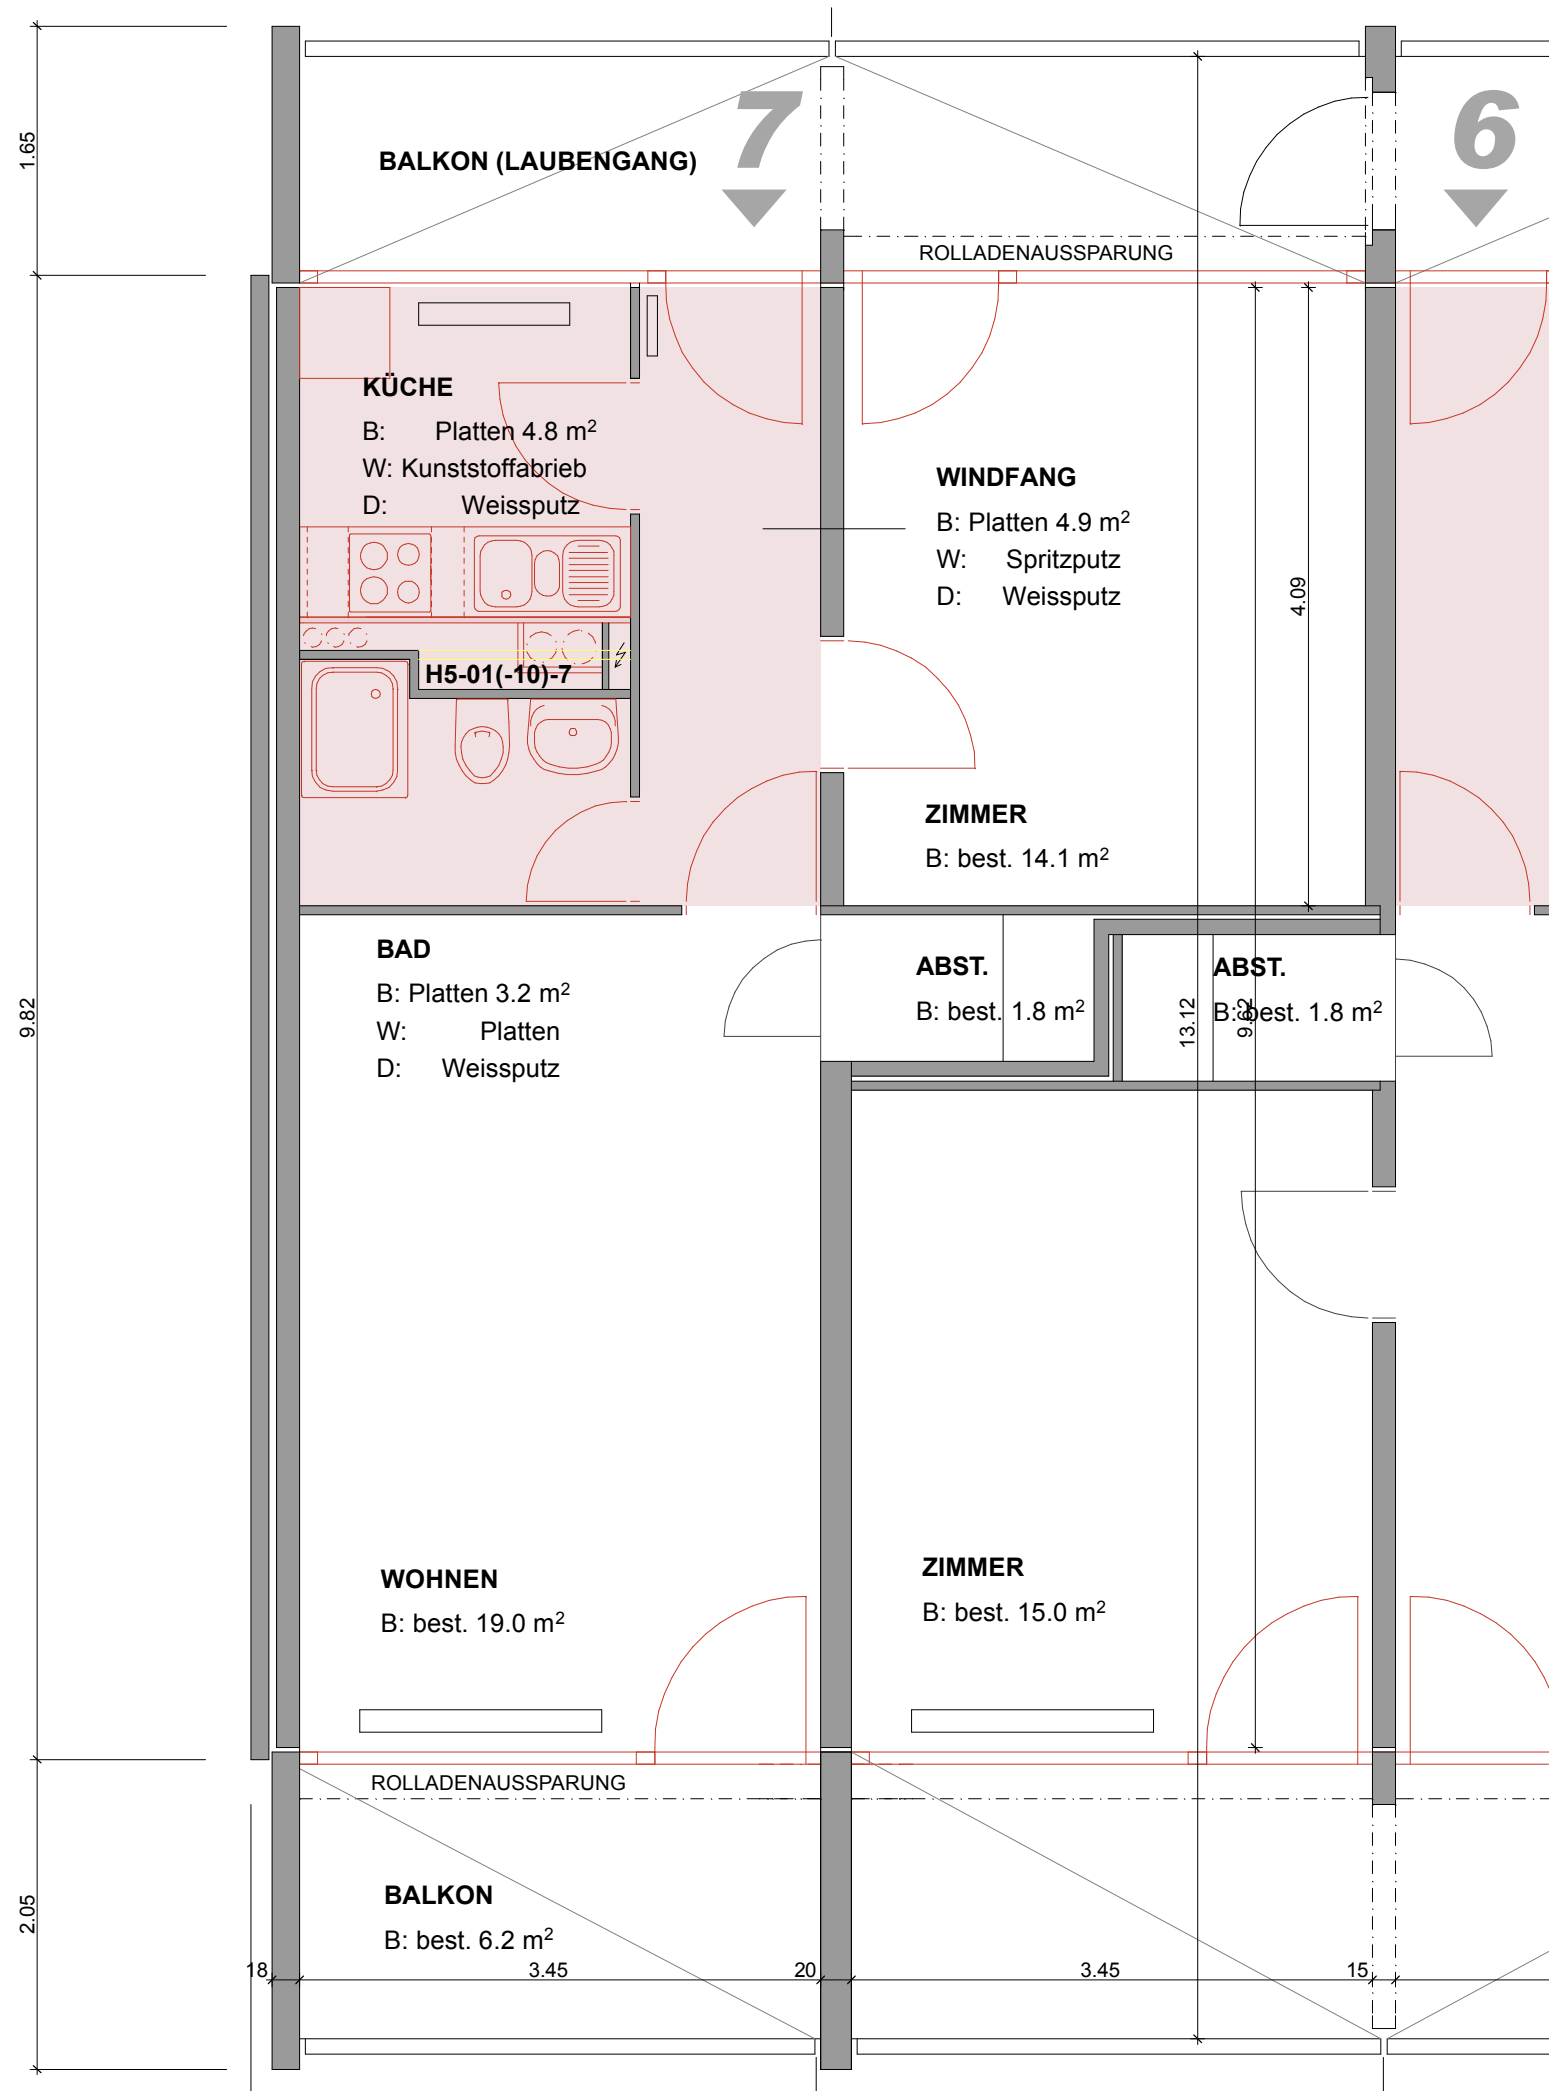 1.65
7
6
BALKON (LAUBENGANG)
ROLLADENAUSSPARUNG
KÜCHE
B: Platten 4.8 m²
W: Kunststoffabrieb
D: Weissputz
WINDFANG
B: Platten 4.9 m²
W: Spritzputz
D: Weissputz
4.09
H5-01(-10)-7
ZIMMER
B: best. 14.1 m²
BAD
B: Platten 3.2 m²
W: Platten
D: Weissputz
ABST.
B: best. 1.8 m²
ABST.
B: best. 1.8 m²
9.82
13.12
9.62
WOHNEN
B: best. 19.0 m²
ZIMMER
B: best. 15.0 m²
ROLLADENAUSSPARUNG
BALKON
B: best. 6.2 m²
2.05
18 3.45 20 3.45 15